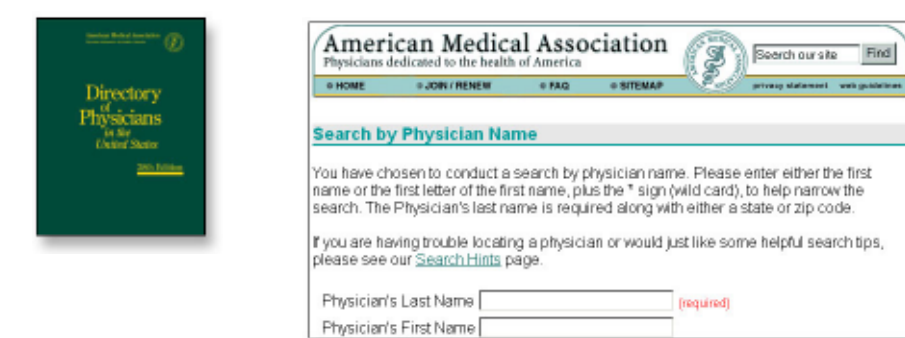 American Medical Association
Directory
of
Physicians
in the
United States
American Medical Association
Physicians dedicated to the health of America
Search our site
Find
HOME
JOIN / RENEW
FAQ
SITEMAP
privacy statement
web guidelines
Search by Physician Name
You have chosen to conduct a search by physician name. Please enter either the first
name or the first letter of the first name, plus the * sign (wild card), to help narrow the
search. The Physician's last name is required along with either a state or zip code.
If you are having trouble locating a physician or would just like some helpful search tips,
please see our Search Hints page.
Physician's Last Name
(required)
Physician's First Name